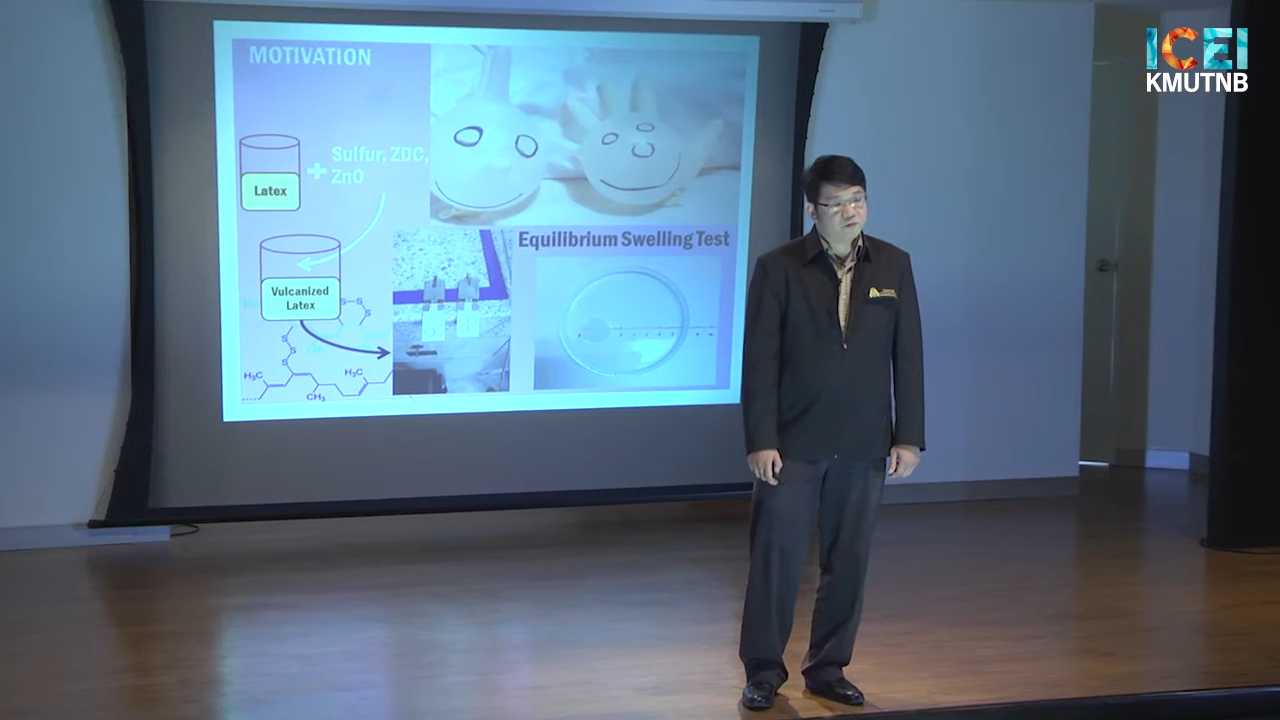 MOTIVATION
Latex
+
Sulfur, ZDC,
ZnO
Vulcanized
Latex
S
S
S
S
S
S
H₃C
H₃C
CH₃
Equilibrium Swelling Test
ICEI
KMUTNB